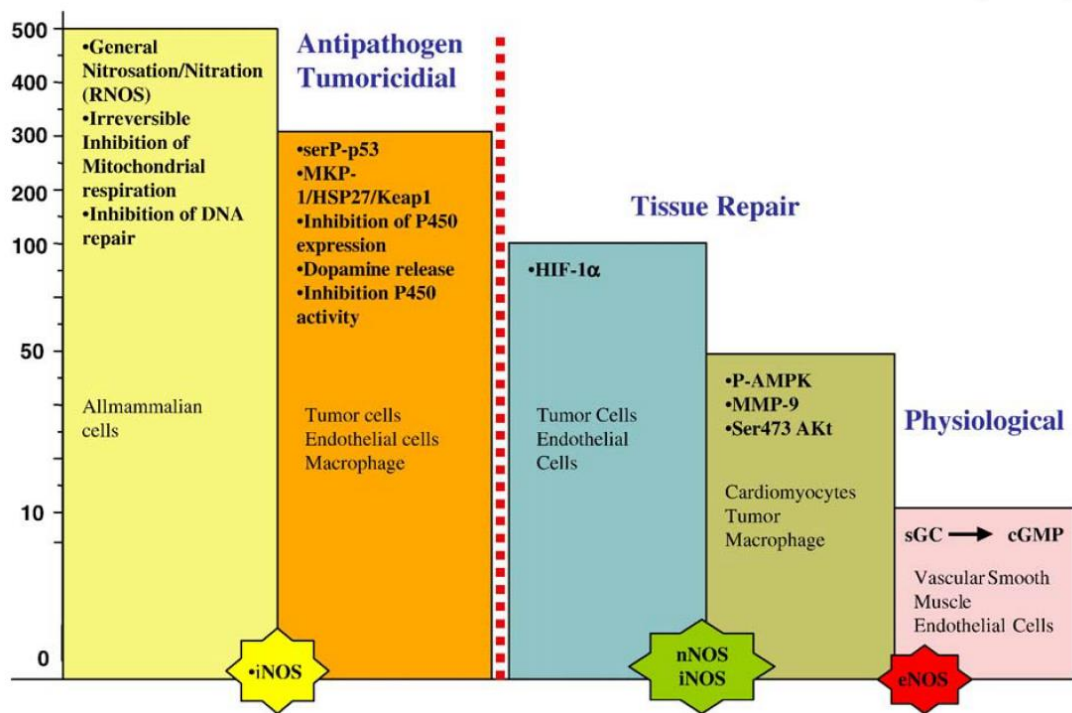 500
400
300
200
100
50
10
0
•General
Nitrosation/Nitration
(RNOS)
•Irreversible
Inhibition of
Mitochondrial
respiration
•Inhibition of DNA
repair
Allmammalian
cells
Antipathogen
Tumoricidial
•serP-p53
•MKP-
1/HSP27/Keap1
•Inhibition of P450
expression
•Dopamine release
•Inhibition P450
activity
Tumor cells
Endothelial cells
Macrophage
•iNOS
Tissue Repair
•HIF-1α
Tumor Cells
Endothelial
Cells
•P-AMPK
•MMP-9
•Ser473 AKt
Cardiomyocytes
Tumor
Macrophage
nNOS
iNOS
Physiological
sGC → cGMP
Vascular Smooth
Muscle
Endothelial Cells
eNOS